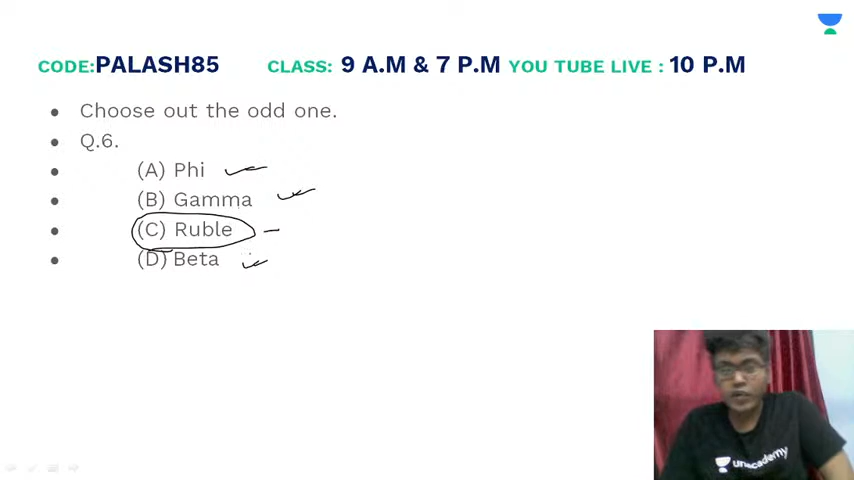 CODE:PALASH85 CLASS: 9 A.M & 7 P.M YOU TUBE LIVE : 10 P.M
• Choose out the odd one.
• Q.6.
• (A) Phi
• (B) Gamma
• (C) Ruble
• (D) Beta
unacademy